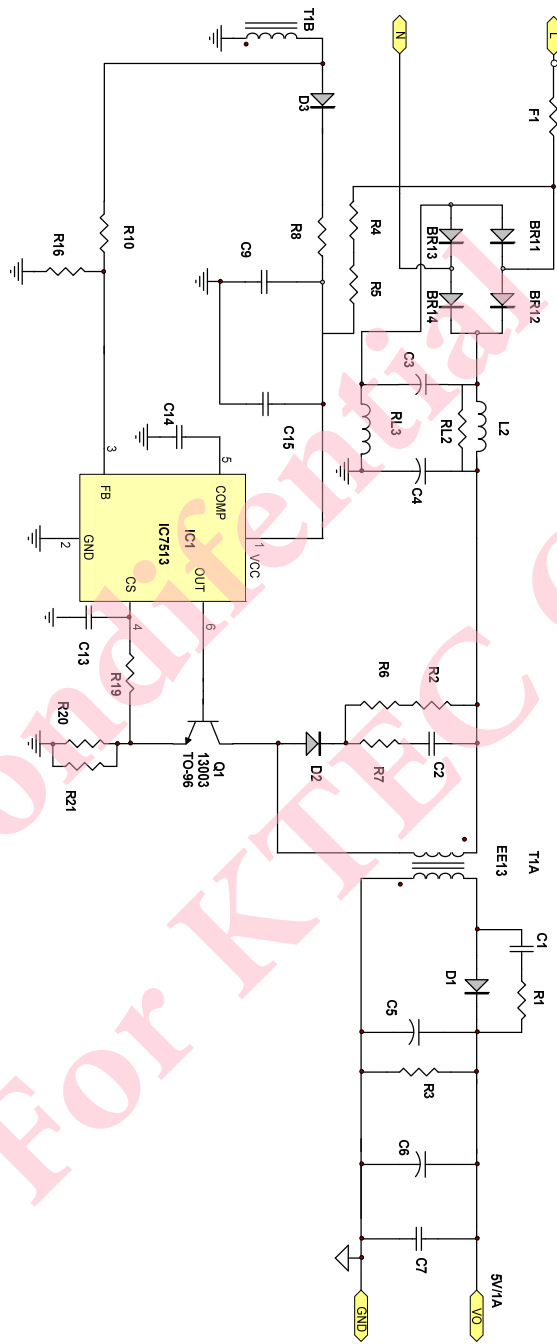 L
N
F1
T1B
D3
R4
R5
R8
C9
C15
R10
R16
C14
BR11
BR12
BR13
BR14
C3
RL3
RL2
L2
C4
3
FB
5
COMP
IC1
IC7513
1
VCC
OUT
6
2
GND
CS
4
C13
R19
R20
R21
Q1
13003
TO-96
R6
R2
R7
C2
D2
T1A
EE13
C1
R1
D1
C5
R3
C6
C7
5V/1A
VO
GND
Condifential
For KTEC